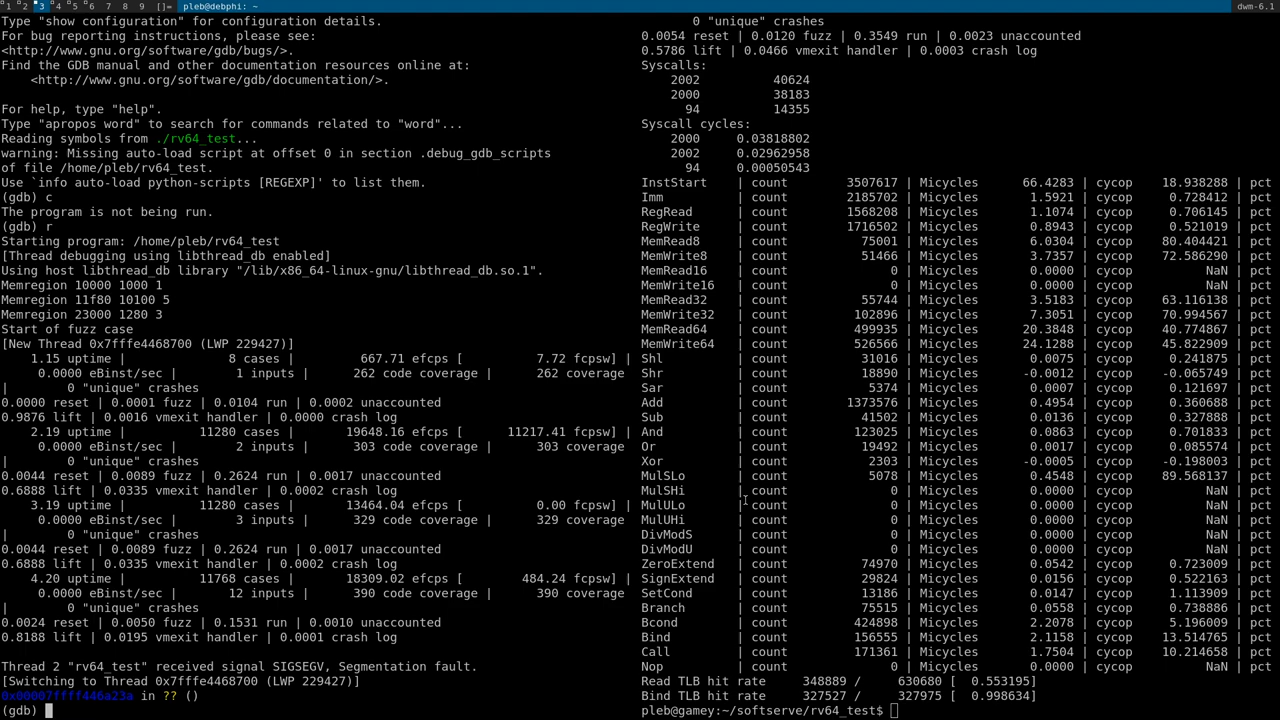 1 2 3 4 5 6 7 8 9 []= pleb@debphi: ~ dwm-6.1
Type "show configuration" for configuration details.
For bug reporting instructions, please see:
<http://www.gnu.org/software/gdb/bugs/>.
Find the GDB manual and other documentation resources online at:
<http://www.gnu.org/software/gdb/documentation/>.
For help, type "help".
Type "apropos word" to search for commands related to "word"...
Reading symbols from ./rv64_test...
warning: Missing auto-load script at offset 0 in section .debug_gdb_scripts
of file /home/pleb/rv64_test.
Use `info auto-load python-scripts [REGEXP]' to list them.
(gdb) c
The program is not being run.
(gdb) r
Starting program: /home/pleb/rv64_test
[Thread debugging using libthread_db enabled]
Using host libthread_db library "/lib/x86_64-linux-gnu/libthread_db.so.1".
Memregion 10000 1000 1
Memregion 11f80 10100 5
Memregion 23000 1280 3
Start of fuzz case
[New Thread 0x7fffe4468700 (LWP 229427)]
1.15 uptime | 8 cases | 667.71 efcps [ 7.72 fcpsw] |
0.0000 eBinst/sec | 1 inputs | 262 code coverage | 262 coverage
| 0 "unique" crashes
0.0000 reset | 0.0001 fuzz | 0.0104 run | 0.0002 unaccounted
0.9876 lift | 0.0016 vmexit handler | 0.0000 crash log
2.19 uptime | 11280 cases | 19648.16 efcps [ 11217.41 fcpsw] |
0.0000 eBinst/sec | 2 inputs | 303 code coverage | 303 coverage
| 0 "unique" crashes
0.0044 reset | 0.0089 fuzz | 0.2624 run | 0.0017 unaccounted
0.6888 lift | 0.0335 vmexit handler | 0.0002 crash log
3.19 uptime | 11280 cases | 13464.04 efcps [ 0.00 fcpsw] |
0.0000 eBinst/sec | 3 inputs | 329 code coverage | 329 coverage
| 0 "unique" crashes
0.0044 reset | 0.0089 fuzz | 0.2624 run | 0.0017 unaccounted
0.6888 lift | 0.0335 vmexit handler | 0.0002 crash log
4.20 uptime | 11768 cases | 18309.02 efcps [ 484.24 fcpsw] |
0.0000 eBinst/sec | 12 inputs | 390 code coverage | 390 coverage
| 0 "unique" crashes
0.0024 reset | 0.0050 fuzz | 0.1531 run | 0.0010 unaccounted
0.8188 lift | 0.0195 vmexit handler | 0.0001 crash log
Thread 2 "rv64_test" received signal SIGSEGV, Segmentation fault.
[Switching to Thread 0x7fffe4468700 (LWP 229427)]
0x00007ffff446a23a in ?? ()
(gdb)
0 "unique" crashes
0.0054 reset | 0.0120 fuzz | 0.3549 run | 0.0023 unaccounted
0.5786 lift | 0.0466 vmexit handler | 0.0003 crash log
Syscalls:
2002 40624
2000 38183
94 14355
Syscall cycles:
2000 0.03818802
2002 0.02962958
94 0.00050543
InstStart | count 3507617 | Micycles 66.4283 | cycop 18.938288 | pct
Imm | count 2185702 | Micycles 1.5921 | cycop 0.728412 | pct
RegRead | count 1568208 | Micycles 1.1074 | cycop 0.706145 | pct
RegWrite | count 1716502 | Micycles 0.8943 | cycop 0.521019 | pct
MemRead8 | count 75001 | Micycles 6.0304 | cycop 80.404421 | pct
MemWrite8 | count 51466 | Micycles 3.7357 | cycop 72.586290 | pct
MemRead16 | count 0 | Micycles 0.0000 | cycop NaN | pct
MemWrite16 | count 0 | Micycles 0.0000 | cycop NaN | pct
MemRead32 | count 55744 | Micycles 3.5183 | cycop 63.116138 | pct
MemWrite32 | count 102896 | Micycles 7.3051 | cycop 70.994567 | pct
MemRead64 | count 499935 | Micycles 20.3848 | cycop 40.774867 | pct
MemWrite64 | count 526566 | Micycles 24.1288 | cycop 45.822909 | pct
Shl | count 31016 | Micycles 0.0075 | cycop 0.241875 | pct
Shr | count 18890 | Micycles -0.0012 | cycop -0.065749 | pct
Sar | count 5374 | Micycles 0.0007 | cycop 0.121697 | pct
Add | count 1373576 | Micycles 0.4954 | cycop 0.360688 | pct
Sub | count 41502 | Micycles 0.0136 | cycop 0.327888 | pct
And | count 123025 | Micycles 0.0863 | cycop 0.701833 | pct
Or | count 19492 | Micycles 0.0017 | cycop 0.085574 | pct
Xor | count 2303 | Micycles -0.0005 | cycop -0.198003 | pct
MulSLo | count 5078 | Micycles 0.4548 | cycop 89.568137 | pct
MulSHi | count 0 | Micycles 0.0000 | cycop NaN | pct
MulULo | count 0 | Micycles 0.0000 | cycop NaN | pct
MulUHi | count 0 | Micycles 0.0000 | cycop NaN | pct
DivModS | count 0 | Micycles 0.0000 | cycop NaN | pct
DivModU | count 0 | Micycles 0.0000 | cycop NaN | pct
ZeroExtend | count 74970 | Micycles 0.0542 | cycop 0.723009 | pct
SignExtend | count 29824 | Micycles 0.0156 | cycop 0.522163 | pct
SetCond | count 13186 | Micycles 0.0147 | cycop 1.113909 | pct
Branch | count 75515 | Micycles 0.0558 | cycop 0.738886 | pct
Bcond | count 424898 | Micycles 2.2078 | cycop 5.196009 | pct
Bind | count 156555 | Micycles 2.1158 | cycop 13.514765 | pct
Call | count 171361 | Micycles 1.7504 | cycop 10.214658 | pct
Nop | count 0 | Micycles 0.0000 | cycop NaN | pct
Read TLB hit rate 348889 / 630680 [ 0.553195]
Bind TLB hit rate 327527 / 327975 [ 0.998634]
pleb@gamey:~/softserve/rv64_test$